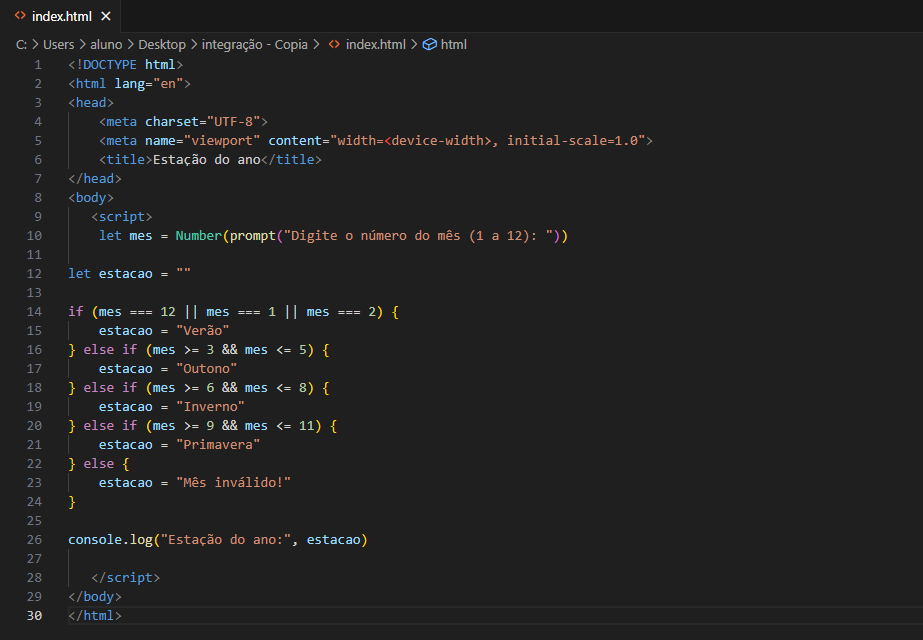 index.html
C: > Users > aluno > Desktop > integração - Copia > index.html > html
1 <!DOCTYPE html>
2 <html lang="en">
3 <head>
4     <meta charset="UTF-8">
5     <meta name="viewport" content="width=<device-width>, initial-scale=1.0">
6     <title>Estação do ano</title>
7 </head>
8 <body>
9    <script>
10     let mes = Number(prompt("Digite o número do mês (1 a 12): "))
11
12 let estacao = ""
13
14 if (mes === 12 || mes === 1 || mes === 2) {
15     estacao = "Verão"
16 } else if (mes >= 3 && mes <= 5) {
17     estacao = "Outono"
18 } else if (mes >= 6 && mes <= 8) {
19     estacao = "Inverno"
20 } else if (mes >= 9 && mes <= 11) {
21     estacao = "Primavera"
22 } else {
23     estacao = "Mês inválido!"
24 }
25
26 console.log("Estação do ano:", estacao)
27
28    </script>
29 </body>
30 </html>